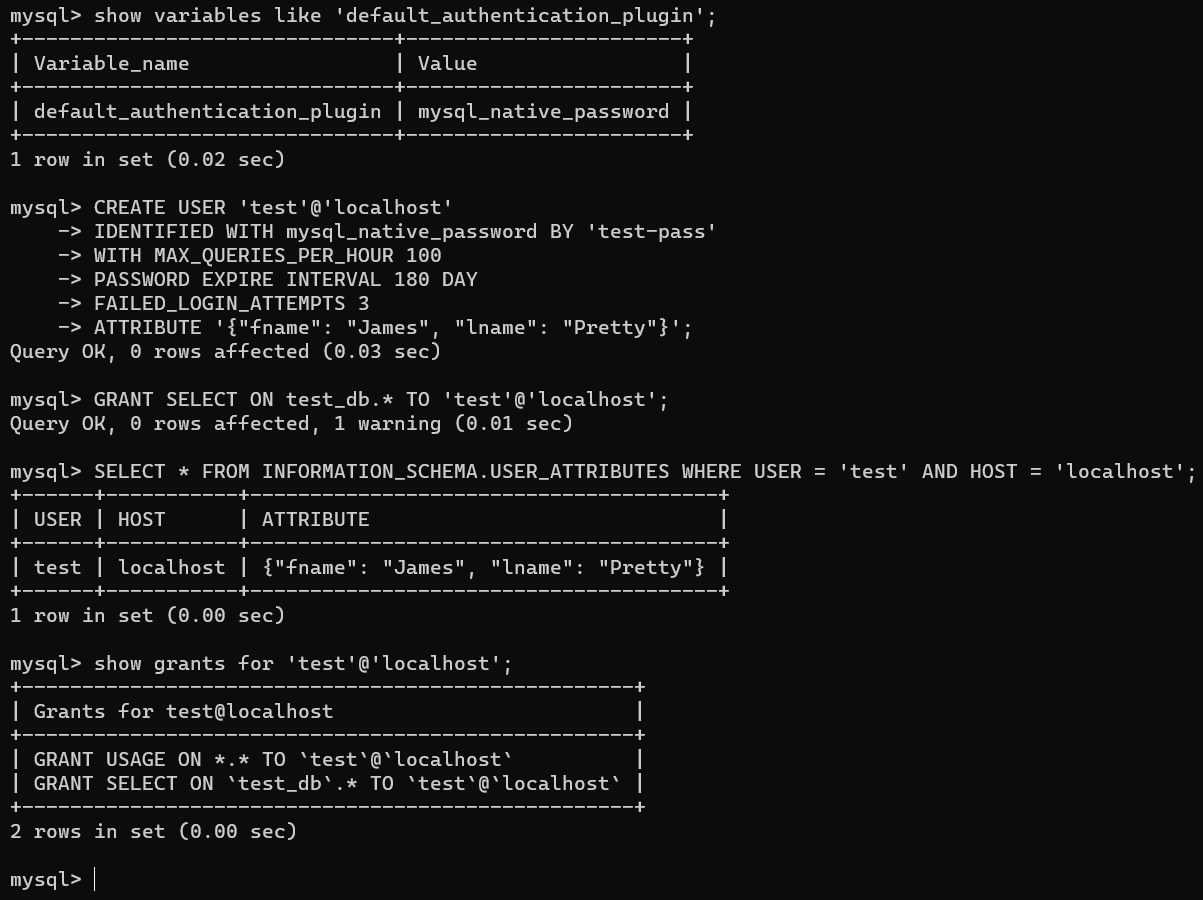 mysql> show variables like 'default_authentication_plugin';
+-------------------------------+-----------------------+
| Variable_name                 | Value                 |
+-------------------------------+-----------------------+
| default_authentication_plugin | mysql_native_password |
+-------------------------------+-----------------------+
1 row in set (0.02 sec)

mysql> CREATE USER 'test'@'localhost'
    -> IDENTIFIED WITH mysql_native_password BY 'test-pass'
    -> WITH MAX_QUERIES_PER_HOUR 100
    -> PASSWORD EXPIRE INTERVAL 180 DAY
    -> FAILED_LOGIN_ATTEMPTS 3
    -> ATTRIBUTE '{"fname": "James", "lname": "Pretty"}';
Query OK, 0 rows affected (0.03 sec)

mysql> GRANT SELECT ON test_db.* TO 'test'@'localhost';
Query OK, 0 rows affected, 1 warning (0.01 sec)

mysql> SELECT * FROM INFORMATION_SCHEMA.USER_ATTRIBUTES WHERE USER = 'test' AND HOST = 'localhost';
+------+-----------+---------------------------------------+
| USER | HOST      | ATTRIBUTE                             |
+------+-----------+---------------------------------------+
| test | localhost | {"fname": "James", "lname": "Pretty"} |
+------+-----------+---------------------------------------+
1 row in set (0.00 sec)

mysql> show grants for 'test'@'localhost';
+---------------------------------------------------+
| Grants for test@localhost                         |
+---------------------------------------------------+
| GRANT USAGE ON *.* TO `test`@`localhost`          |
| GRANT SELECT ON `test_db`.* TO `test`@`localhost` |
+---------------------------------------------------+
2 rows in set (0.00 sec)

mysql>